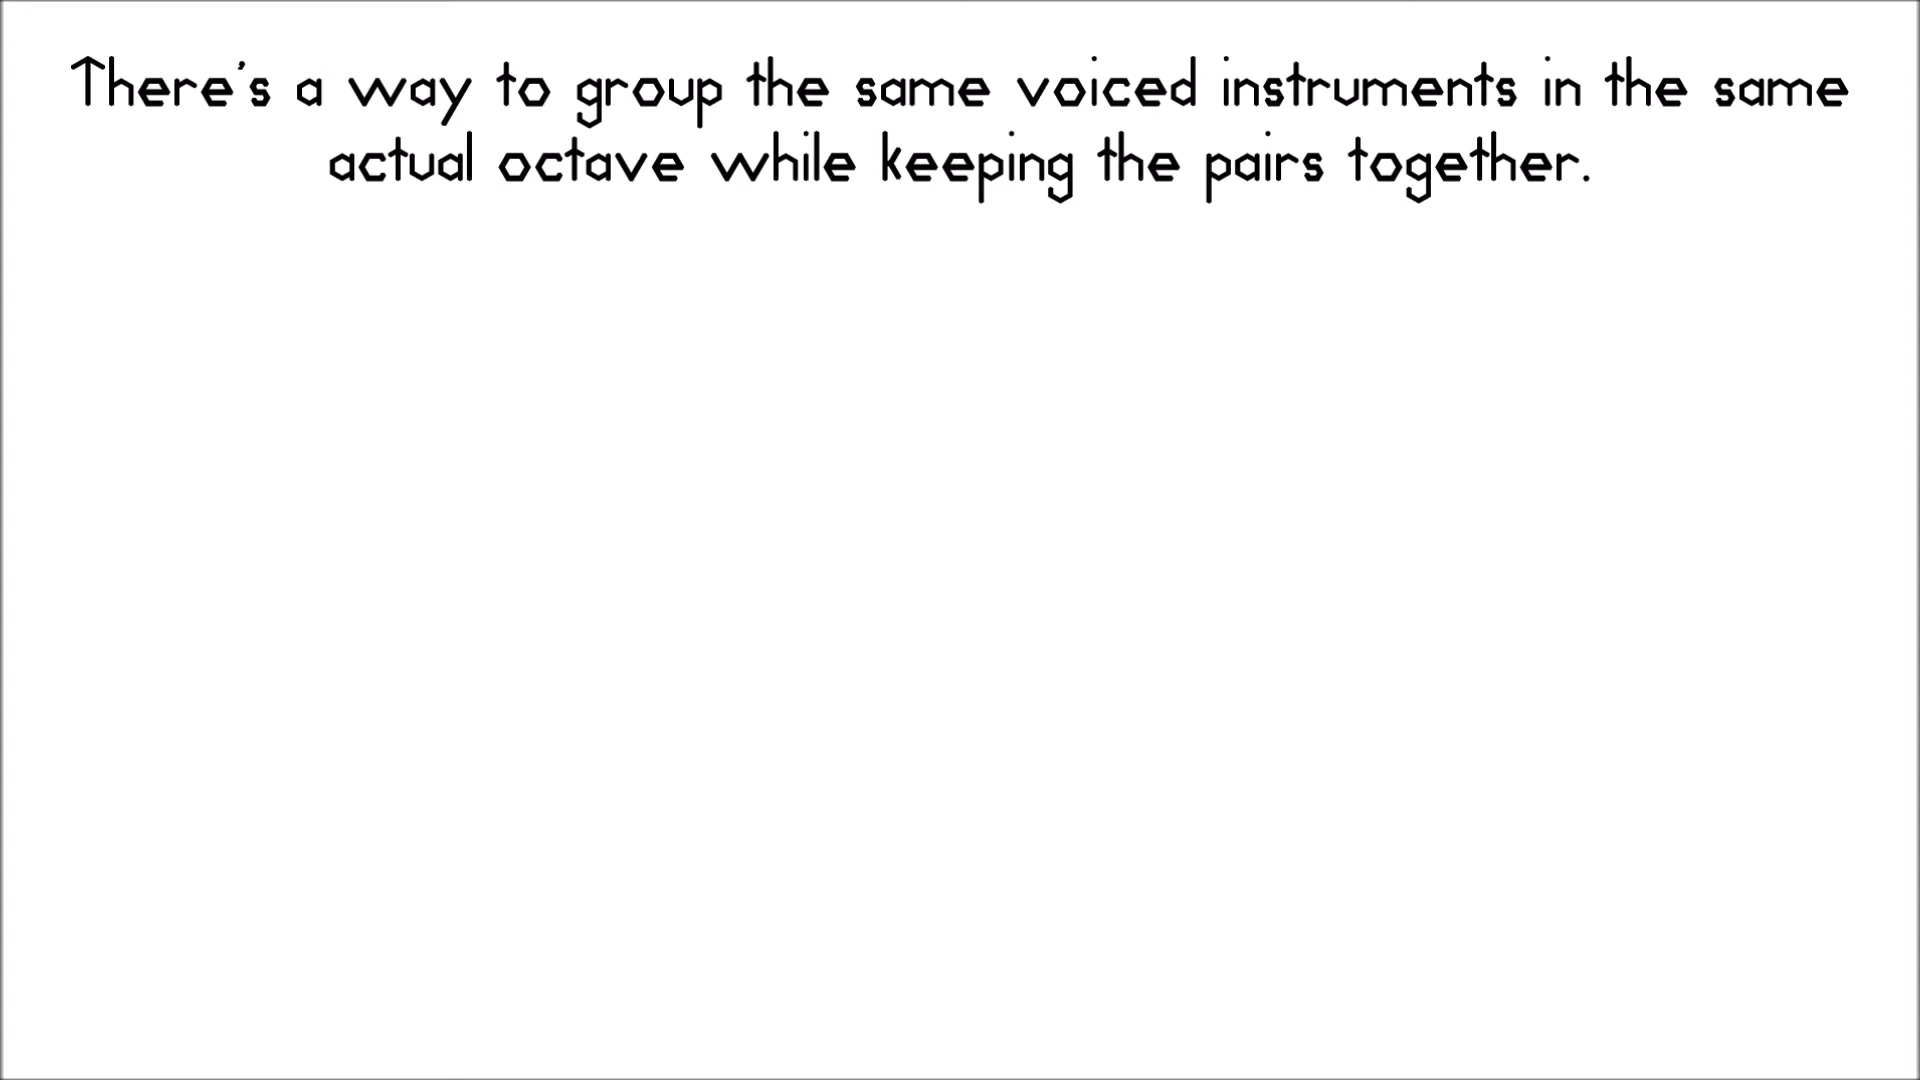 There's a way to group the same voiced instruments in the same
actual octave while keeping the pairs together.